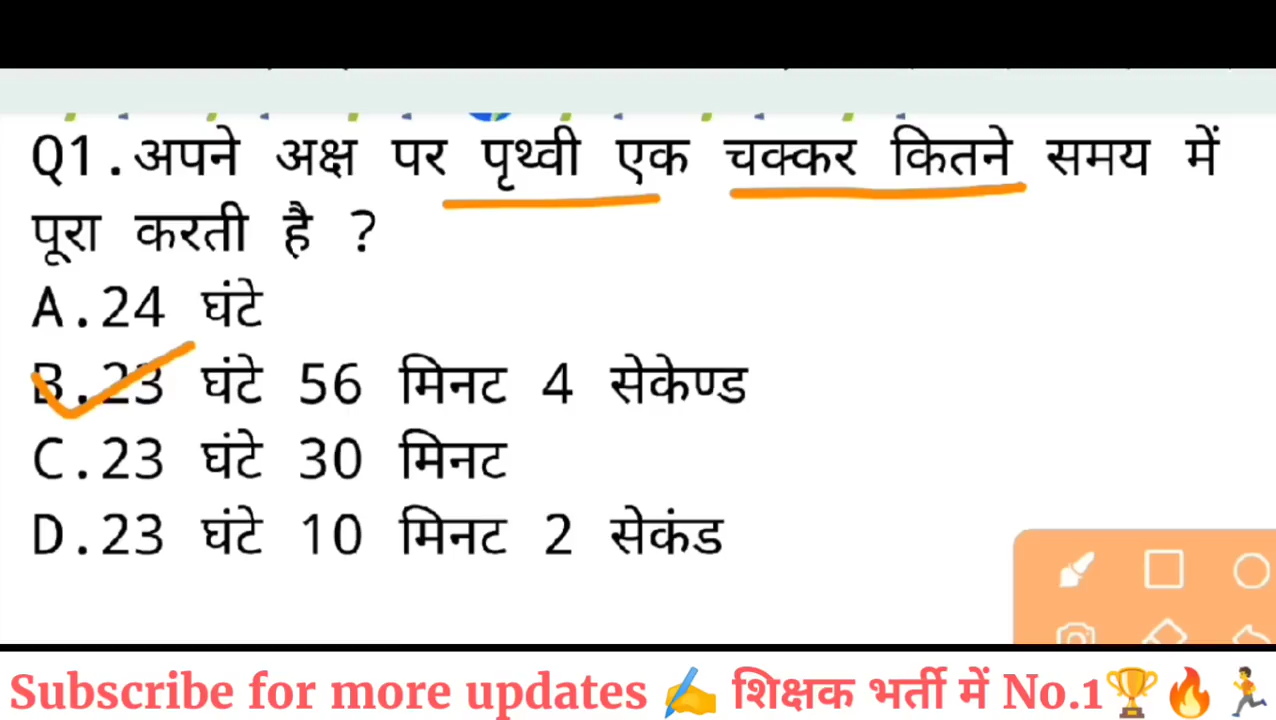 Q1.अपने अक्ष पर पृथ्वी एक चक्कर कितने समय में
पूरा करती है ?
A.24 घंटे
B.23 घंटे 56 मिनट 4 सेकेण्ड
C.23 घंटे 30 मिनट
D.23 घंटे 10 मिनट 2 सेकंड
Subscribe for more updates ✍️ शिक्षक भर्ती में No.1🏆🔥🏃